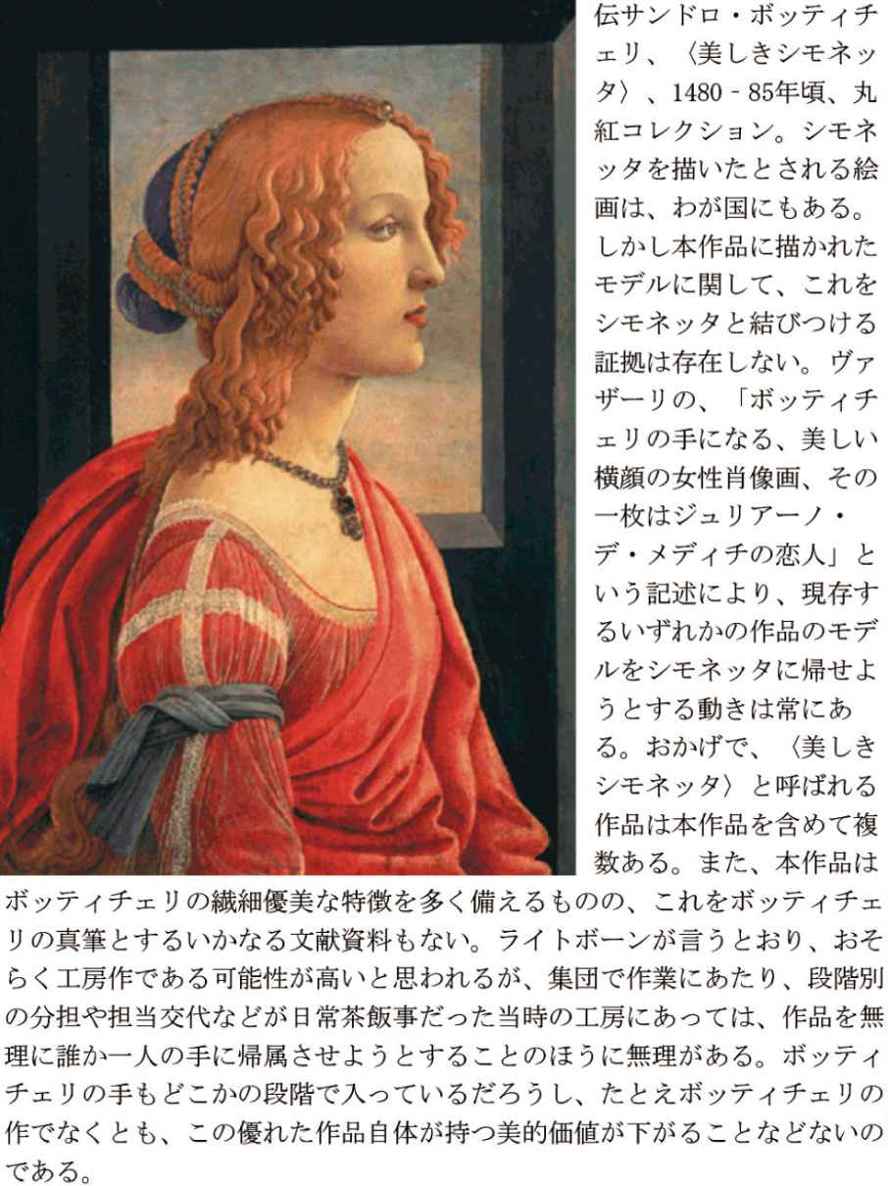 伝サンドロ・ボッティチ
ェリ、〈美しきシモネッ
タ〉、1480‐85年頃、丸
紅コレクション。シモネ
ッタを描いたとされる絵
画は、わが国にもある。
しかし本作品に描かれた
モデルに関して、これを
シモネッタと結びつける
証拠は存在しない。ヴァ
ザーリの、「ボッティチ
ェリの手になる、美しい
横顔の女性肖像画、その
一枚はジュリアーノ・
デ・メディチの恋人」と
いう記述により、現存す
るいずれかの作品のモデ
ルをシモネッタに帰せよ
うとする動きは常にあ
る。おかげで、〈美しき
シモネッタ〉と呼ばれる
作品は本作品を含めて複
数ある。また、本作品は
ボッティチェリの繊細優美な特徴を多く備えるものの、これをボッティチェ
リの真筆とするいかなる文献資料もない。ライトボーンが言うとおり、おそ
らく工房作である可能性が高いと思われるが、集団で作業にあたり、段階別
の分担や担当交代などが日常茶飯事だった当時の工房にあっては、作品を無
理に誰か一人の手に帰属させようとすることのほうに無理がある。ボッティ
チェリの手もどこかの段階で入っているだろうし、たとえボッティチェリの
作でなくとも、この優れた作品自体が持つ美的価値が下がることなどないの
である。